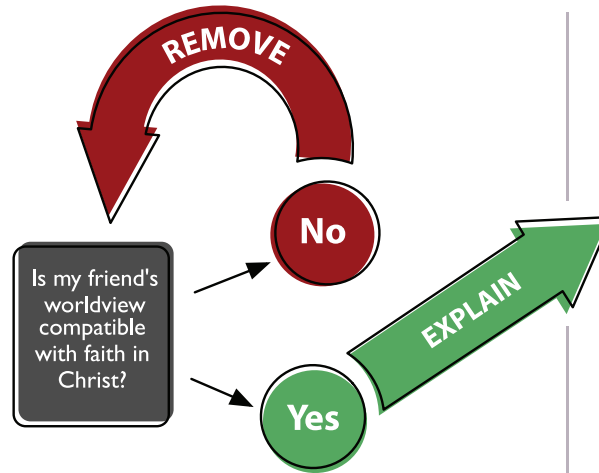 REMOVE
No
Is my friend's
worldview
compatible
with faith in
Christ?
EXPLAIN
Yes